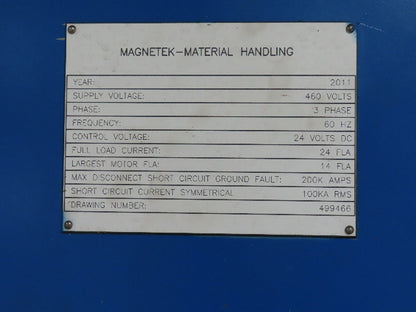 MAGNETEK-MATERIAL HANDLING
YEAR: 2011
SUPPLY VOLTAGE: 460 VOLTS
PHASE: 3 PHASE
FREQUENCY: 60 HZ
CONTROL VOLTAGE: 24 VOLTS DC
FULL LOAD CURRENT: 24 FLA
LARGEST MOTOR FLA: 14 FLA
MAX DISCONNECT SHORT CIRCUIT GROUND FAULT: 200K AMPS
SHORT CIRCUIT CURRENT SYMMETRICAL 100KA RMS
DRAWING NUMBER: 499466